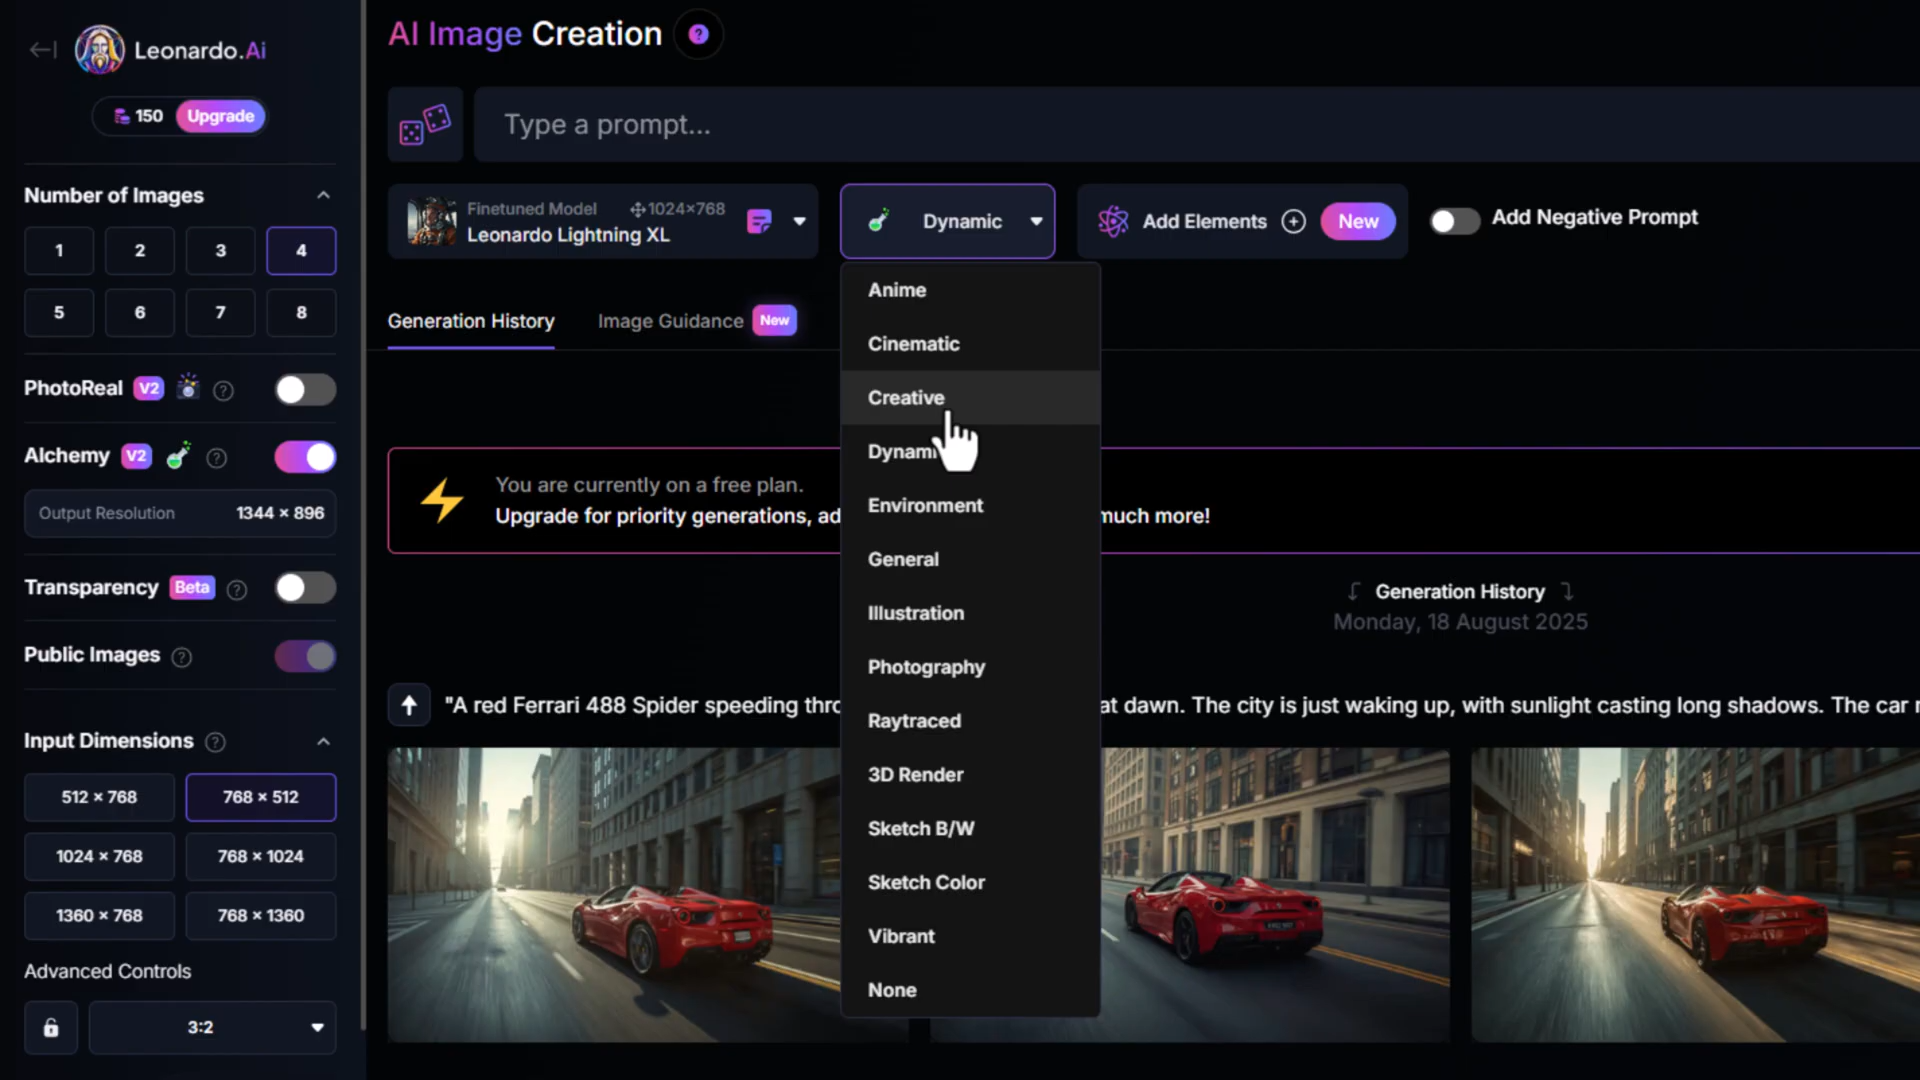 Leonardo.Ai
150 Upgrade
Number of Images
1 2 3 4
5 6 7 8
PhotoReal V2
Alchemy V2
Output Resolution 1344 × 896
Transparency Beta
Public Images
Input Dimensions
512 × 768 768 × 512
1024 × 768 768 × 1024
1360 × 768 768 × 1360
Advanced Controls
3:2
AI Image Creation
Type a prompt...
Finetuned Model 1024×768
Leonardo Lightning XL
Dynamic
Add Elements New
Add Negative Prompt
Generation History
Image Guidance New
Anime
Cinematic
Creative
Dynami
Environment
General
Illustration
Photography
Raytraced
3D Render
Sketch B/W
Sketch Color
Vibrant
None
You are currently on a free plan.
Upgrade for priority generations, ad much more!
Generation History
Monday, 18 August 2025
"A red Ferrari 488 Spider speeding thro at dawn. The city is just waking up, with sunlight casting long shadows. The car